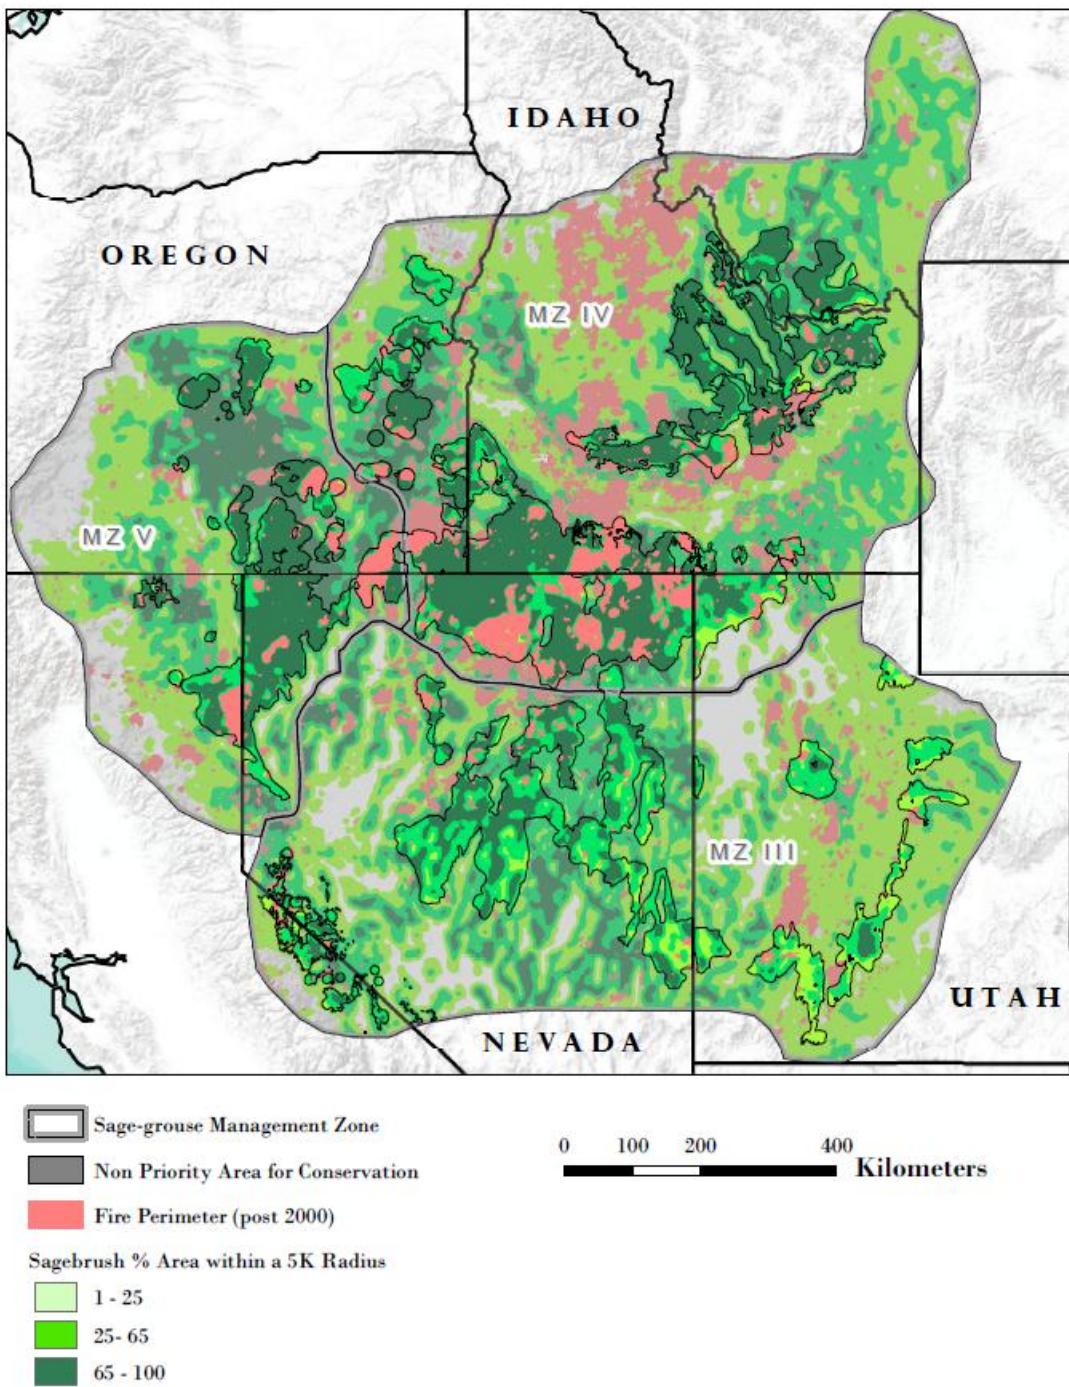 IDAHO
OREGON
MZ IV
MZ V
MZ III
UTAH
NEVADA
Sage-grouse Management Zone
Non Priority Area for Conservation
Fire Perimeter (post 2000)
Sagebrush % Area within a 5K Radius
1 - 25
25- 65
65 - 100
0 100 200 400
Kilometers